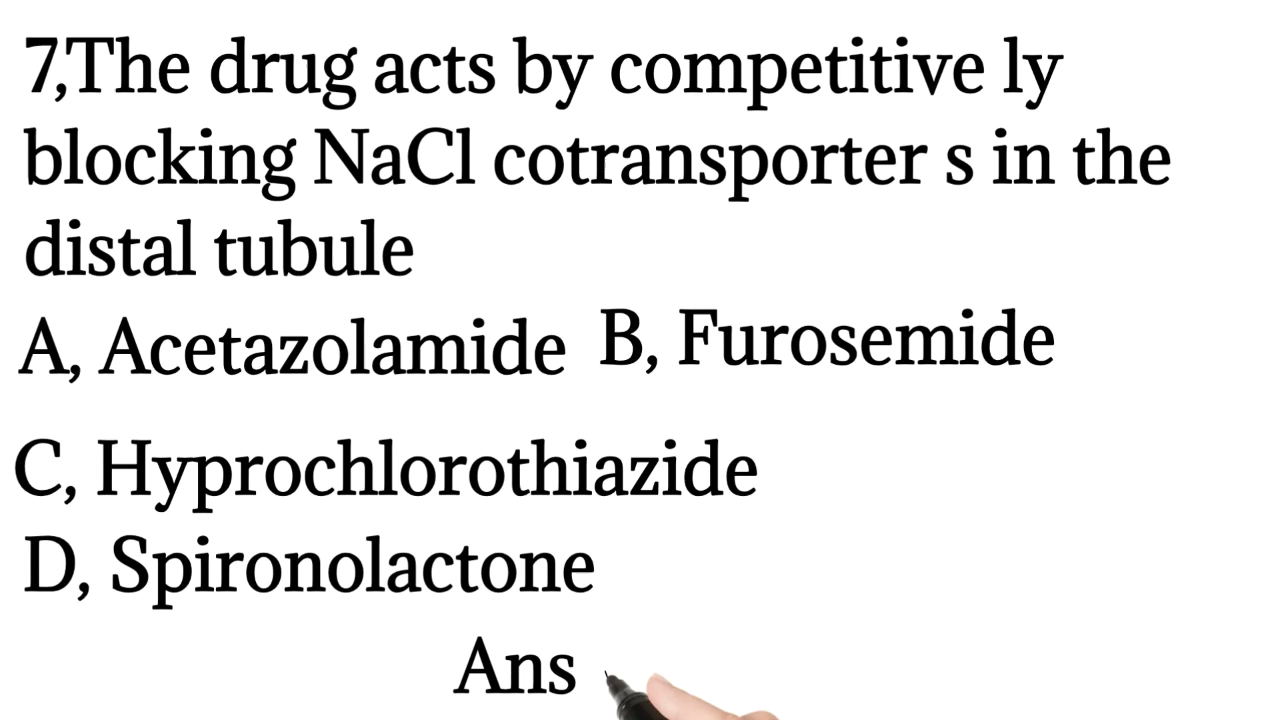 7,The drug acts by competitive ly
blocking NaCl cotransporter s in the
distal tubule
A, Acetazolamide B, Furosemide
C, Hyprochlorothiazide
D, Spironolactone
Ans